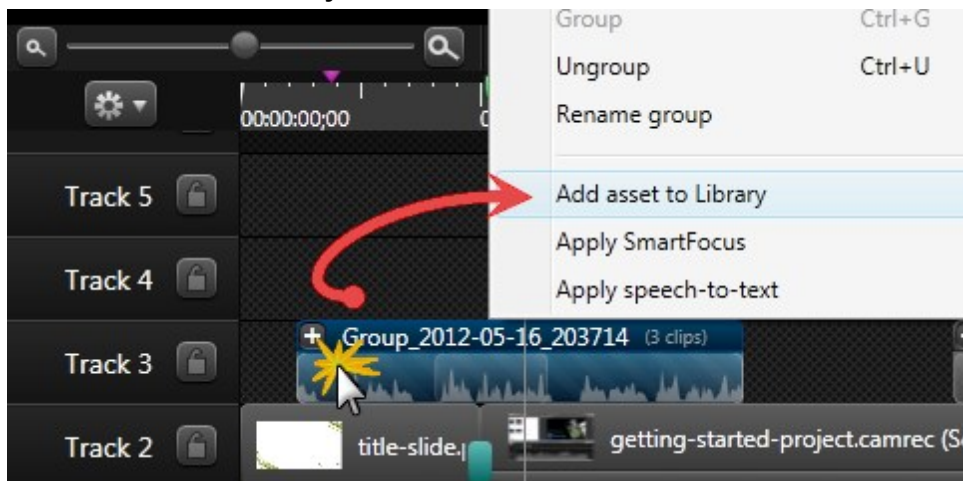 Group Ctrl+G
Ungroup Ctrl+U
Rename group
00:00:00;00
Track 5
Add asset to Library
Apply SmartFocus
Track 4
Apply speech-to-text
Group_2012-05-16_203714 (3 clips)
Track 3
Track 2
title-slide.
getting-started-project.camrec (S